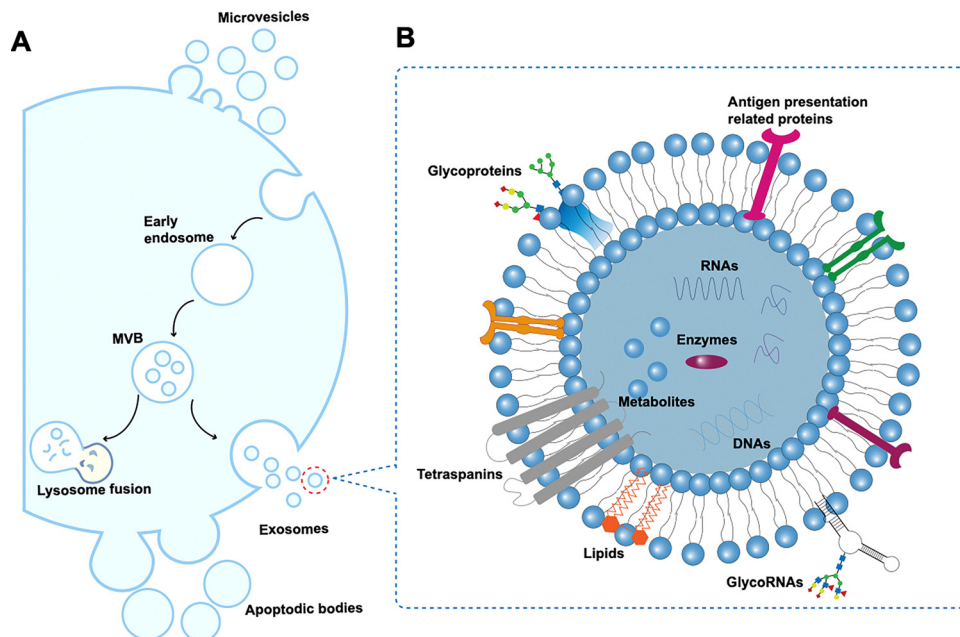 A
Microvesicles
Early
endosome
MVB
Lysosome fusion
Exosomes
Apoptodic bodies
B
Antigen presentation
related proteins
Glycoproteins
RNAs
Enzymes
Metabolites
DNAs
Tetraspanins
Lipids
GlycoRNAs